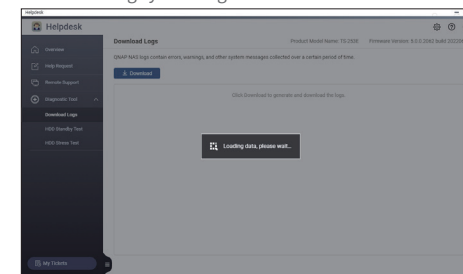 Helpdesk
Helpdesk
Overview
Help Request
Remote Support
Diagnostic Tool
Download Logs
HDD Standby Test
HDD Stress Test
My Tickets
Download Logs
Product Model Name: TS-
Firmware Version:
QNAP NAS logs contain errors, warnings, and other system messages collected over a certain period of time.
Download
Click Download to generate and download the logs.
Loading data, please wait...